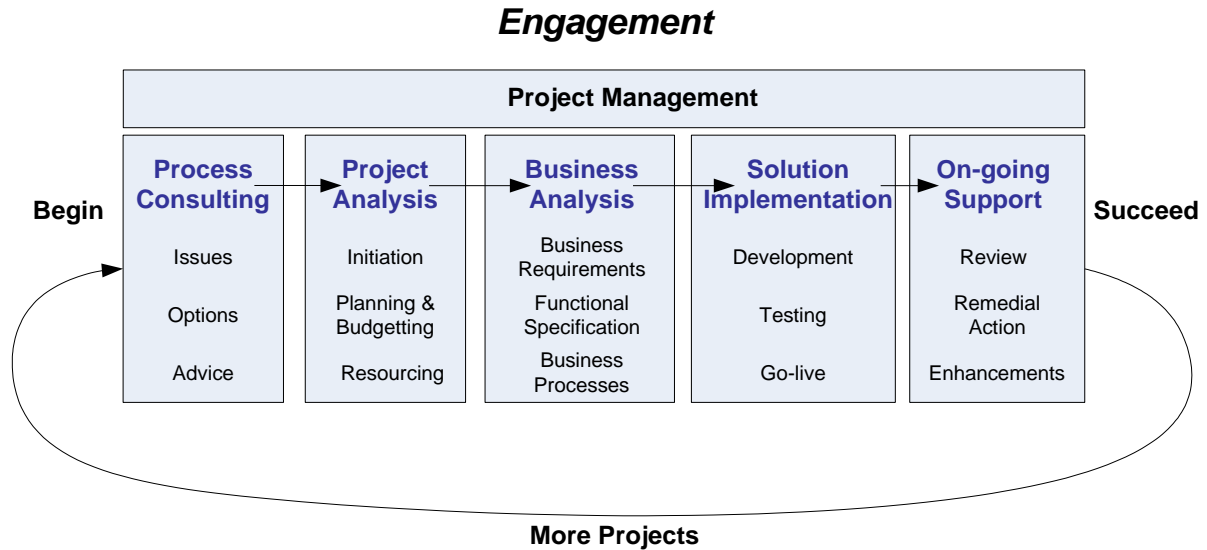 Engagement
Project Management
Begin
Process
Consulting
Issues
Options
Advice
Project
Analysis
Initiation
Planning &
Budgetting
Resourcing
Business
Analysis
Business
Requirements
Functional
Specification
Business
Processes
Solution
Implementation
Development
Testing
Go-live
On-going
Support
Review
Remedial
Action
Enhancements
Succeed
More Projects